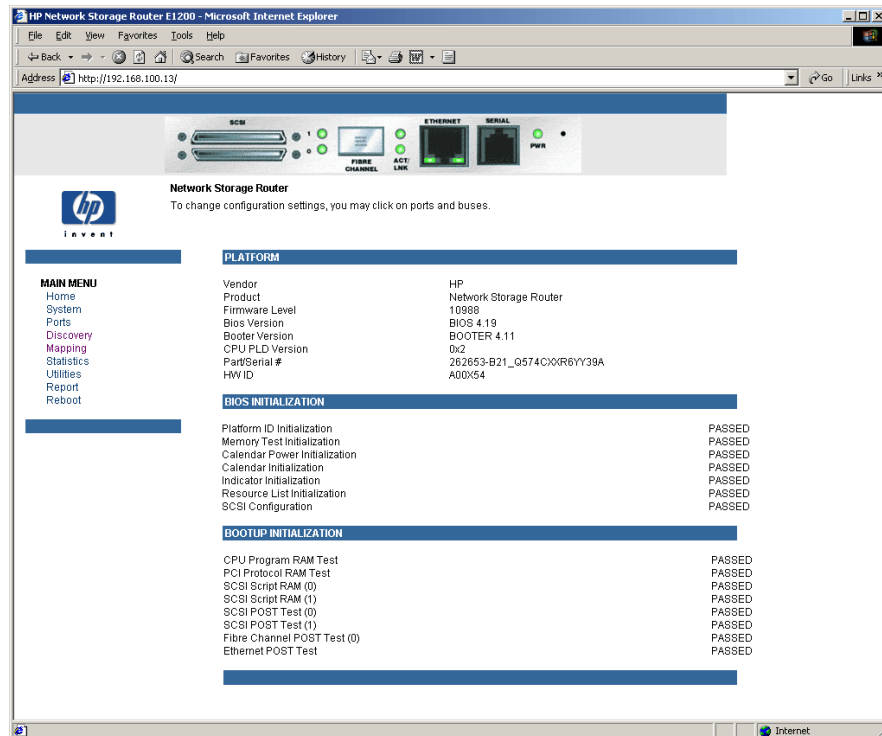 HP Network Storage Router E1200 - Microsoft Internet Explorer
File Edit View Favorites Tools Help
Back Search Favorites History
Address http://192.168.100.13/ Go Links »
SCSI ETHERNET SERIAL
1
0
FIBRE CHANNEL
ACT/ LNK
PWR
hp
invent
Network Storage Router
To change configuration settings, you may click on ports and buses.
MAIN MENU
Home
System
Ports
Discovery
Mapping
Statistics
Utilities
Report
Reboot
PLATFORM
Vendor HP
Product Network Storage Router
Firmware Level 10988
Bios Version BIOS 4.19
Booter Version BOOTER 4.11
CPU PLD Version 0x2
Part/Serial # 262653-B21_Q574CXXR6YY39A
HW ID A00X54
BIOS INITIALIZATION
Platform ID Initialization PASSED
Memory Test Initialization PASSED
Calendar Power Initialization PASSED
Calendar Initialization PASSED
Indicator Initialization PASSED
Resource List Initialization PASSED
SCSI Configuration PASSED
BOOTUP INITIALIZATION
CPU Program RAM Test PASSED
PCI Protocol RAM Test PASSED
SCSI Script RAM (0) PASSED
SCSI Script RAM (1) PASSED
SCSI POST Test (0) PASSED
SCSI POST Test (1) PASSED
Fibre Channel POST Test (0) PASSED
Ethernet POST Test PASSED
Internet